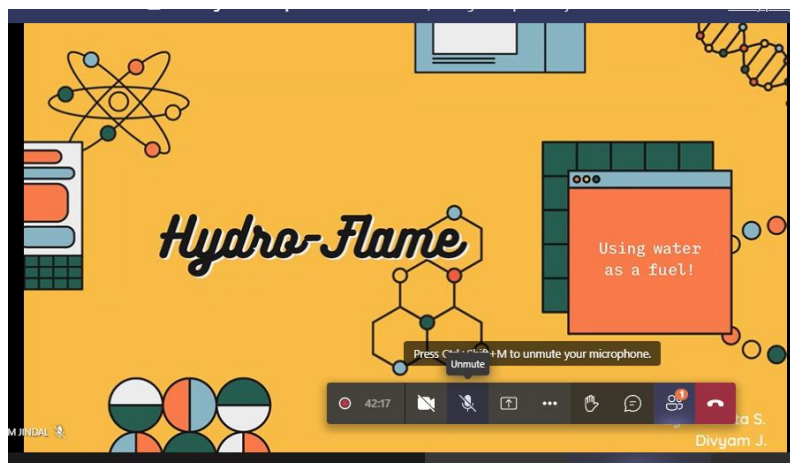 Hydro-Flame
Using water
as a fuel!
Press Ctrl+Shift+M to unmute your microphone.
Unmute
42:17
1
M JINDAL
ta S.
Divyam J.